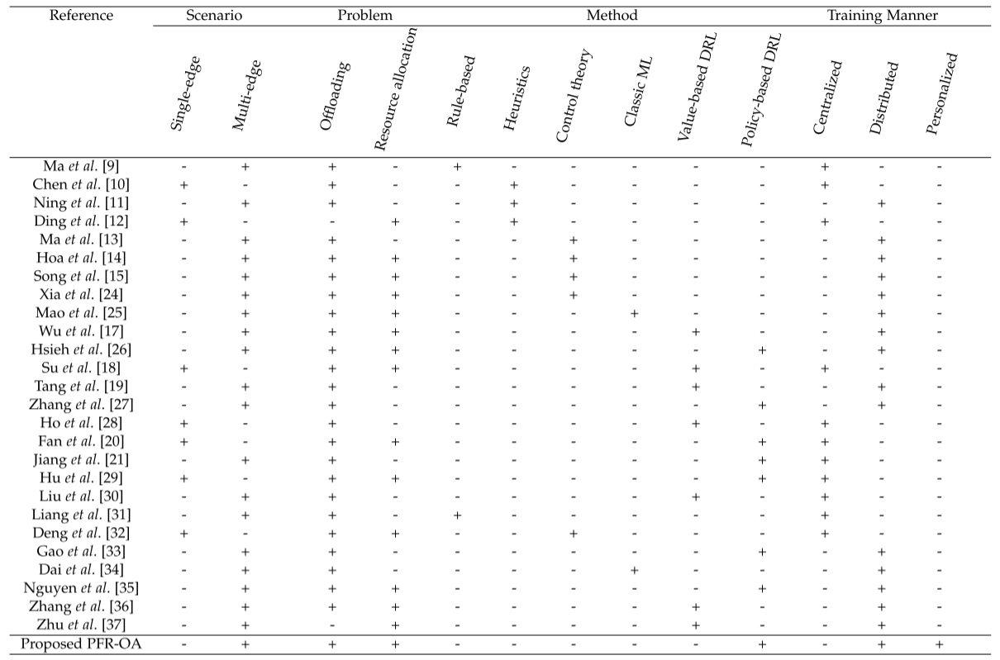 Reference Scenario Problem Method Training Manner
Single-edge Multi-edge Offloading Resource allocation Rule-based Heuristics Control theory Classic ML Value-based DRL Policy-based DRL Centralized Distributed Personalized
Ma et al. [9] - + + - + - - - - - + - -
Chen et al. [10] + - + - - + - - - - + - -
Ning et al. [11] - + + - - + - - - - - + -
Ding et al. [12] + - - + - + - - - - + - -
Ma et al. [13] - + + - - - + - - - - + -
Hoa et al. [14] - + + + - - + - - - - + -
Song et al. [15] - + + + - - + - - - - + -
Xia et al. [24] - + + + - - + - - - - + -
Mao et al. [25] - + + + - - - + - - - + -
Wu et al. [17] - + + + - - - - + - - + -
Hsieh et al. [26] - + + + - - - - - + - + -
Su et al. [18] + - + + - - - - + - + - -
Tang et al. [19] - + + - - - - - + - - + -
Zhang et al. [27] - + + - - - - - - + - + -
Ho et al. [28] + - + - - - - - + - + - -
Fan et al. [20] + - + + - - - - - + + - -
Jiang et al. [21] - + + - - - - - - + + - -
Hu et al. [29] + - + + - - - - - + + - -
Liu et al. [30] - + + - - - - - + - + - -
Liang et al. [31] - + + - + - - - - - + - -
Deng et al. [32] + - + + - - + - - - + - -
Gao et al. [33] - + + - - - - - - + - + -
Dai et al. [34] - + + - - - - + - - - + -
Nguyen et al. [35] - + + + - - - - - + - + -
Zhang et al. [36] - + + + - - - - + - - + -
Zhu et al. [37] - + - + - - - - + - - + -
Proposed PFR-OA - + + + - - - - - + - + +